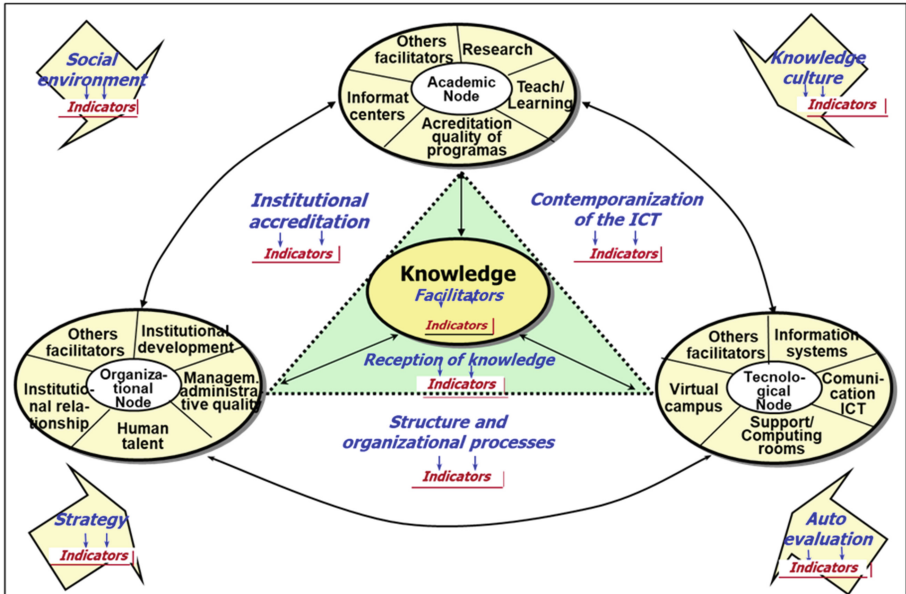 Social
environment
Indicators
Others
facilitators
Research
Academic
Node
Teach/
Learning
Informat
centers
Acreditation
quality of
programas
Knowledge
culture
Indicators
Institutional
accreditation
Indicators
Contemporanization
of the ICT
Indicators
Knowledge
Facilitators
Indicators
Reception of knowledge
Indicators
Others
facilitators
Institutional
development
Organiza-
tional
Node
Managem.
administra-
tive quality
Institutio-
nal rela-
tionship
Human
talent
Others
facilitators
Information
systems
Tecnolo-
gical
Node
Virtual
campus
Comuni-
cation
ICT
Support/
Computing
rooms
Structure and
organizational processes
Indicators
Strategy
Indicators
Auto
evaluation
Indicators